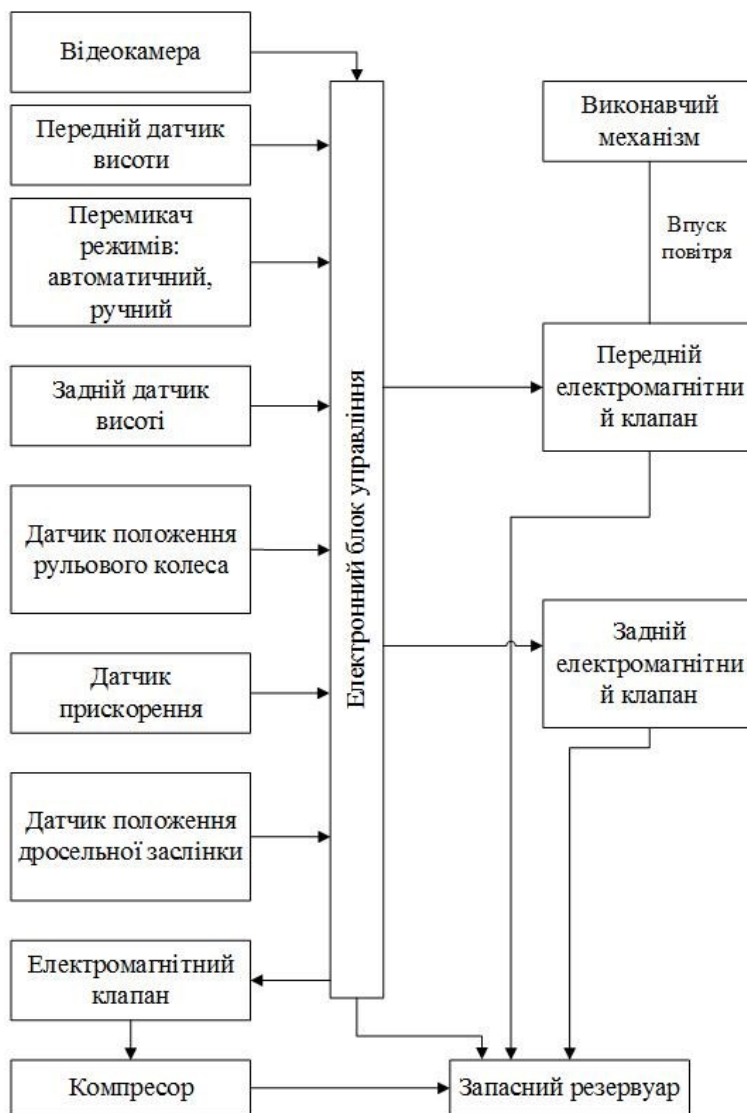 Відеокамера
Передній датчик
висоти
Перемикач
режимів:
автоматичний,
ручний
Задній датчик
висоті
Датчик положення
рульового колеса
Датчик
прискорення
Датчик положення
дросельної заслінки
Електромагнітний
клапан
Компресор
Електронний блок управління
Виконавчий
механізм
Впуск
повітря
Передній
електромагнітни
й клапан
Задній
електромагнітни
й клапан
Запасний резервуар